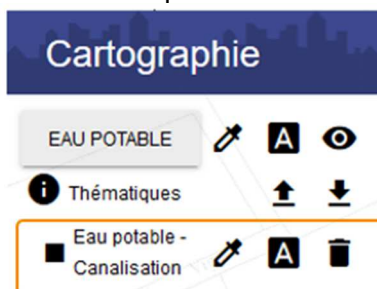 Cartographie
EAU POTABLE A
Thématiques
Eau potable -
Canalisation A